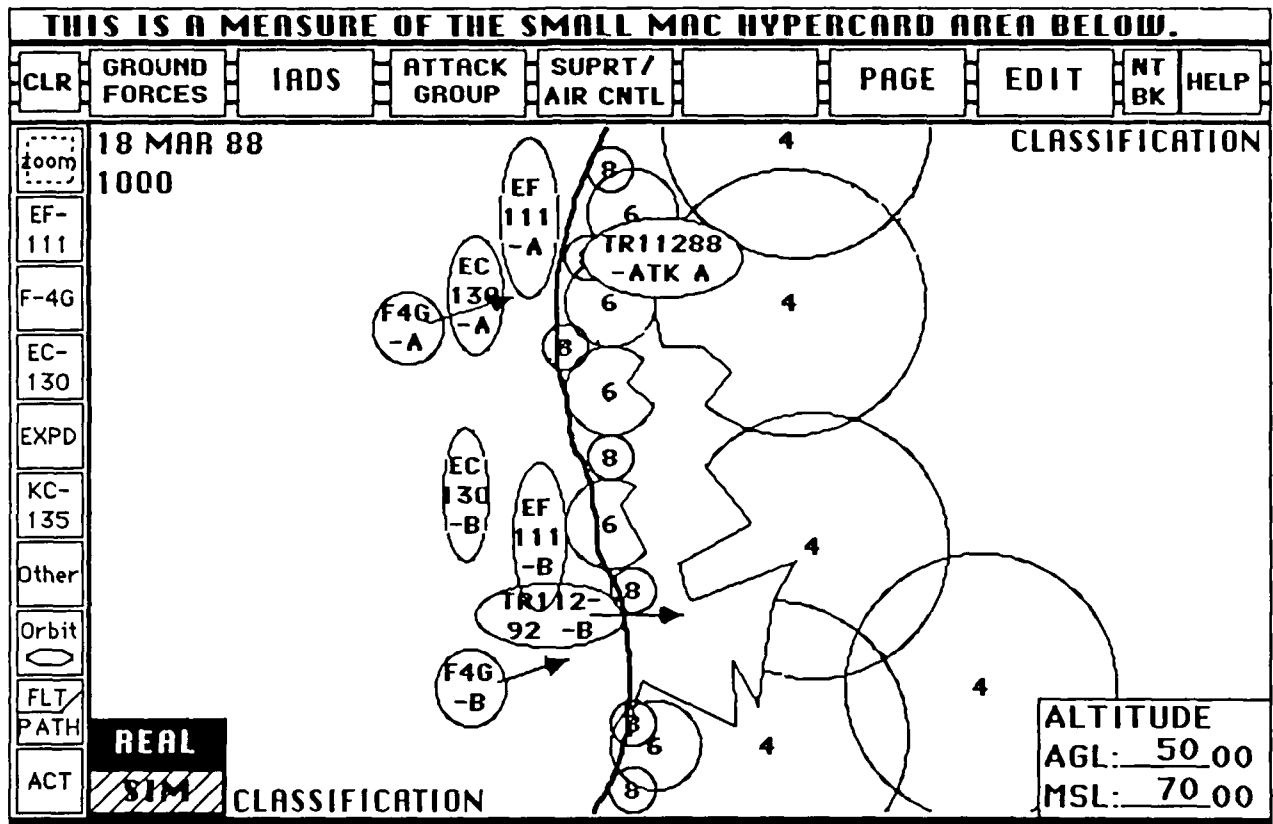 THIS IS A MEASURE OF THE SMALL MAC HYPERCARD AREA BELOW.
CLR
GROUND
FORCES
IADS
ATTACK
GROUP
SUPRT/
AIR CNTL
PAGE
EDIT
NT
BK
HELP
zoom
EF-
111
F-4G
EC-
130
EXPD
KC-
135
Other
Orbit
FLT
PATH
ACT
18 MAR 88
1000
CLASSIFICATION
EF
111
-A
EC
130
-A
F4G
-A
8
6
TR11288
-ATK A
6
8
6
8
6
8
EC
130
-B
EF
111
-B
TR112-
92 -B
F4G
-B
8
6
8
4
4
4
4
4
REAL
SIM
CLASSIFICATION
ALTITUDE
AGL: 50 00
MSL: 70 00